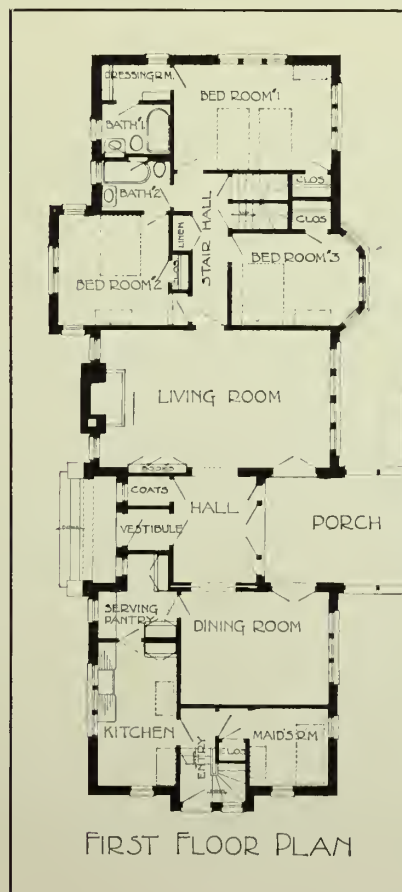 DRESSING R.M.
BED ROOM #1
BATH #1
BATH 2
CLOS.
CLOS.
LINEN
STAIR HALL
CLOS.
BED ROOM #2
BED ROOM #3
LIVING ROOM
BOOKS
COATS
HALL
VESTIBULE
PORCH
SERVING
PANTRY
DINING ROOM
KITCHEN
ENTRY
CLOS.
MAID'S R.M.
FIRST FLOOR PLAN